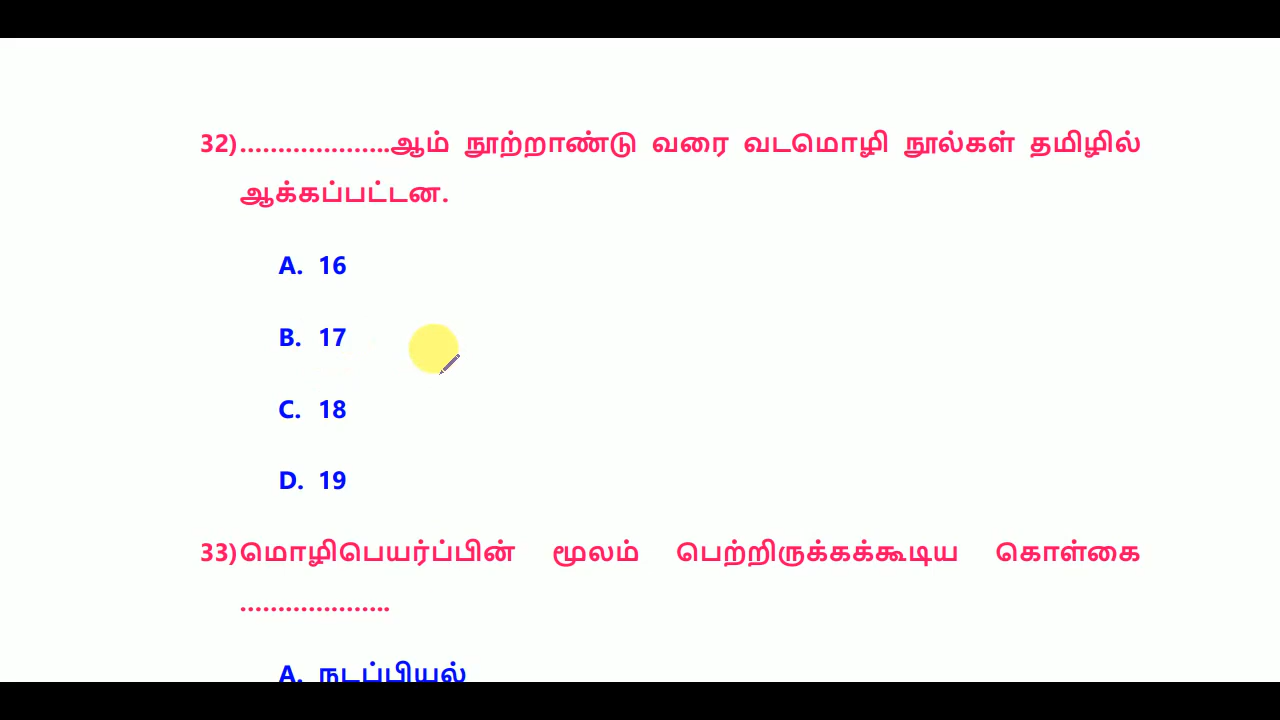 32)....................ஆம் நூற்றாண்டு வரை வடமொழி நூல்கள் தமிழில்
ஆக்கப்பட்டன.
A. 16
B. 17
C. 18
D. 19
33)மொழிபெயர்ப்பின் மூலம் பெற்றிருக்கக்கூடிய கொள்கை
....................
A. நடப்பியல்